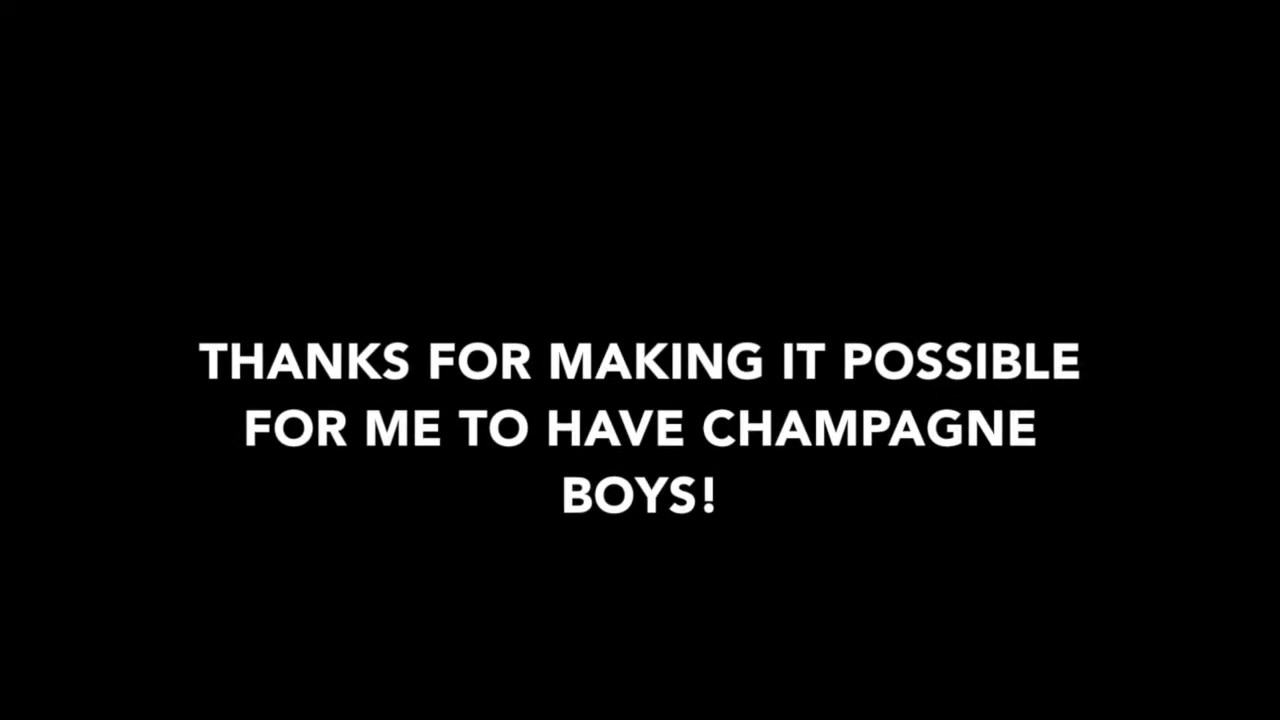 THANKS FOR MAKING IT POSSIBLE
FOR ME TO HAVE CHAMPAGNE
BOYS!